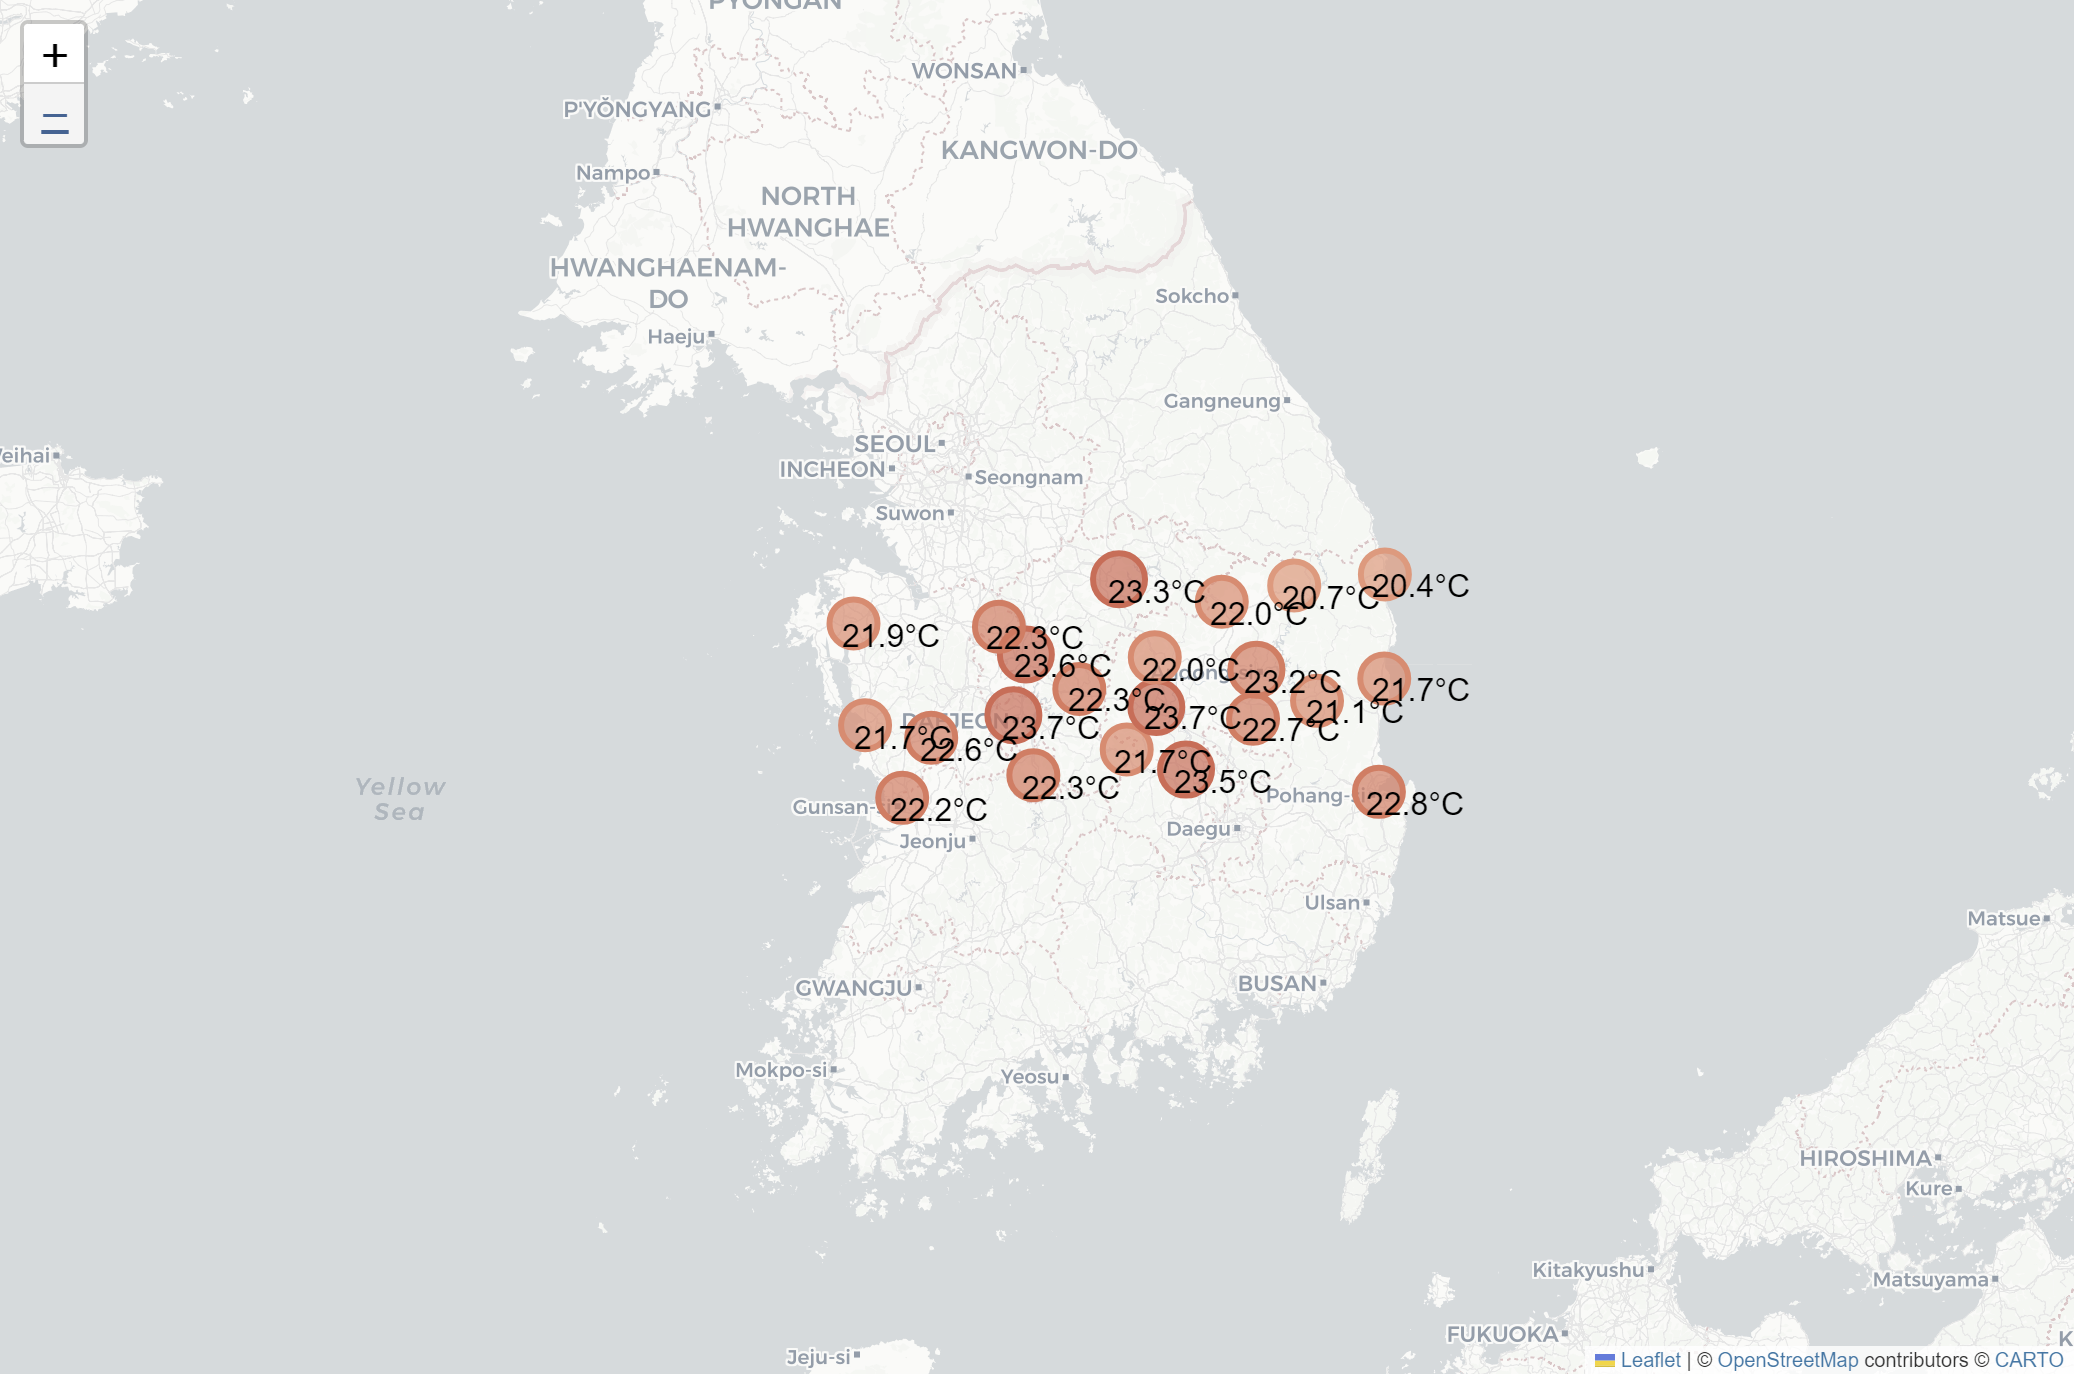 PYONGAN
+
−
WONSAN
P'YŎNGYANG
KANGWON-DO
Nampo
NORTH
HWANGHAE
HWANGHAENAM-
DO
Sokcho
Haeju
Gangneung
SEOUL
eihai
INCHEON
Seongnam
Suwon
20.4°C
23.3°C
20.7°C
22.0°C
21.9°C
22.3°C
23.6°C
22.0°C
23.2°C
21.7°C
22.3°C
21.1°C
23.7°C
DAEJEON
23.7°C
22.7°C
21.7°C
22.6°C
21.7°C
23.5°C
22.3°C
Yellow
Sea
Pohang-si
22.8°C
Gunsan-si
22.2°C
Daegu
Jeonju
Ulsan
Matsue
BUSAN
GWANGJU
Mokpo-si
Yeosu
HIROSHIMA
Kure
Kitakyushu
Matsuyama
FUKUOKA
K
Jeju-si
Leaflet | © OpenStreetMap contributors © CARTO